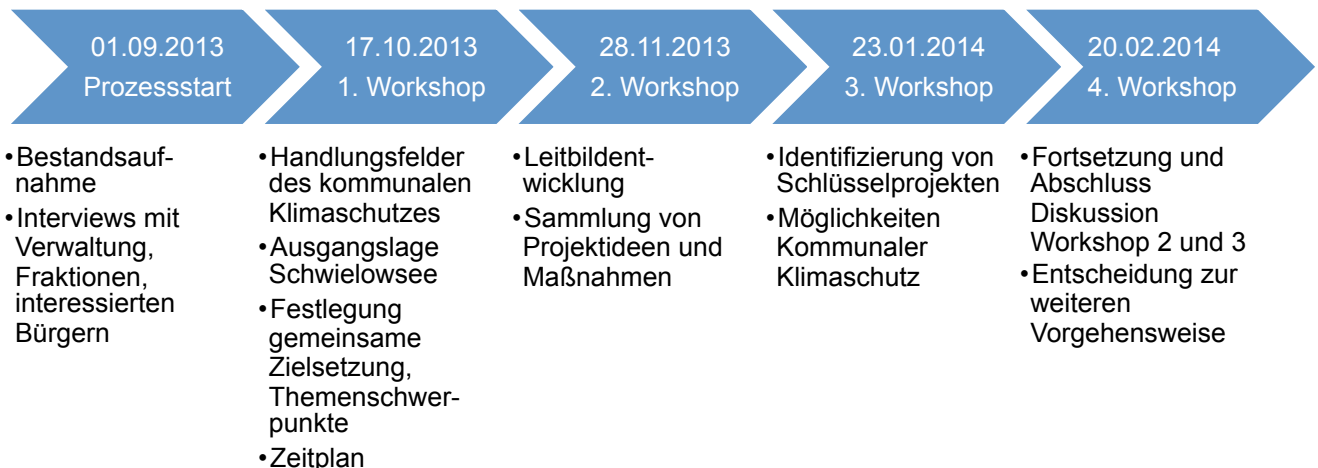 01.09.2013
Prozessstart
•Bestandsauf-
nahme
•Interviews mit
Verwaltung,
Fraktionen,
interessierten
Bürgern
17.10.2013
1. Workshop
•Handlungsfelder
des kommunalen
Klimaschutzes
•Ausgangslage
Schwielowsee
•Festlegung
gemeinsame
Zielsetzung,
Themenschwer-
punkte
•Zeitplan
28.11.2013
2. Workshop
•Leitbildent-
wicklung
•Sammlung von
Projektideen und
Maßnahmen
23.01.2014
3. Workshop
•Identifizierung von
Schlüsselprojekten
•Möglichkeiten
Kommunaler
Klimaschutz
20.02.2014
4. Workshop
•Fortsetzung und
Abschluss
Diskussion
Workshop 2 und 3
•Entscheidung zur
weiteren
Vorgehensweise